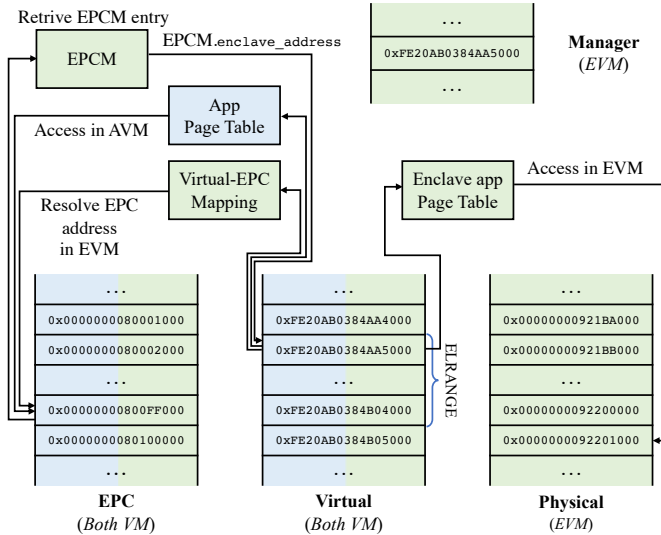 Retrive EPCM entry
EPCM
EPCM.enclave_address
...
0xFE20AB0384AA5000
...
Manager
(EVM)
Access in AVM
App
Page Table
Virtual-EPC
Mapping
Resolve EPC
address
in EVM
Enclave app
Page Table
Access in EVM
...
0x0000000080001000
0x0000000080002000
...
0x00000000800FF000
0x0000000080100000
...
EPC
(Both VM)
...
0xFE20AB0384AA4000
0xFE20AB0384AA5000
...
0xFE20AB0384B04000
0xFE20AB0384B05000
...
ELRANGE
Virtual
(Both VM)
...
0x00000000921BA000
0x00000000921BB000
...
0x0000000092200000
0x0000000092201000
...
Physical
(EVM)